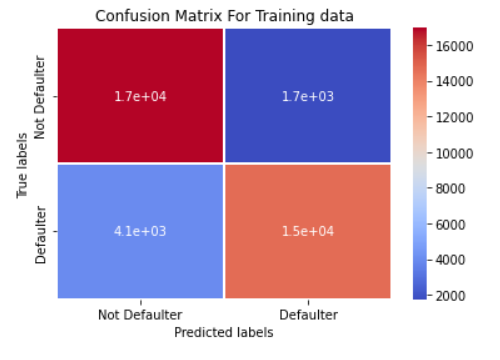 Confusion Matrix For Training data
True labels
Not Defaulter
Defaulter
1.7e+04 1.7e+03
4.1e+03 1.5e+04
Not Defaulter Defaulter
Predicted labels
16000
14000
12000
10000
8000
6000
4000
2000